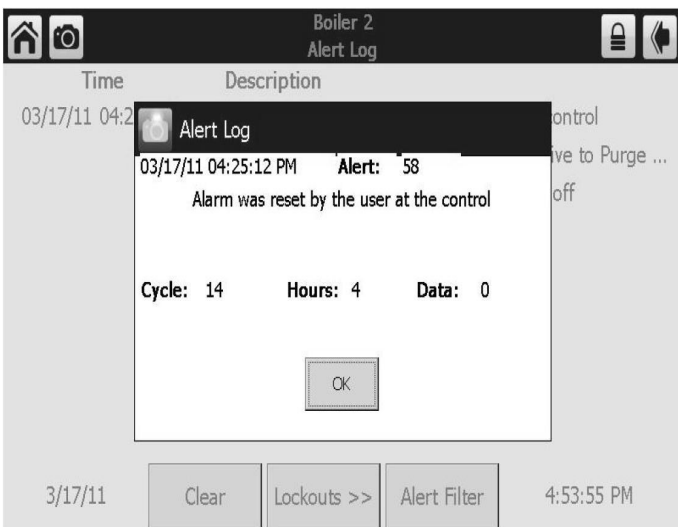 Boiler 2
Alert Log
Time Description
03/17/11 04:2 ontrol
ive to Purge ...
off
Alert Log
03/17/11 04:25:12 PM Alert: 58
Alarm was reset by the user at the control
Cycle: 14 Hours: 4 Data: 0
OK
3/17/11 Clear Lockouts >> Alert Filter 4:53:55 PM